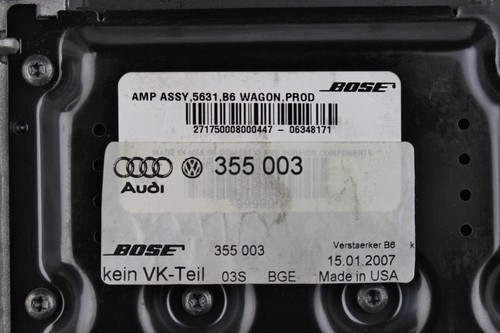 BOSE
AMP ASSY,5631,B6 WAGON,PROD
271750008000447 - 06348171
Audi
355 003
BOSE 355 003 Verstaerker B6 k
15.01.2007
kein VK-Teil 03S BGE Made in USA